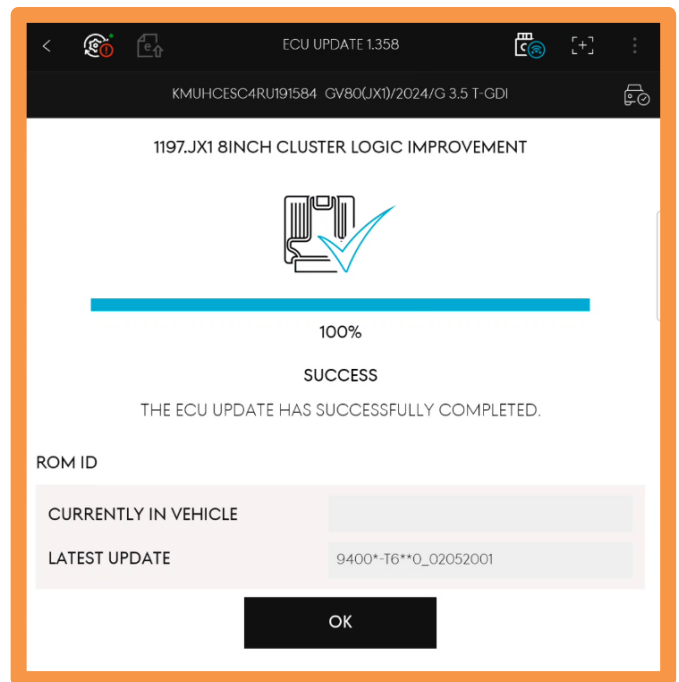 ECU UPDATE 1.358
KMUHCESC4RU191584 GV80(JX1)/2024/G 3.5 T-GDI
1197.JX1 8INCH CLUSTER LOGIC IMPROVEMENT
100%
SUCCESS
THE ECU UPDATE HAS SUCCESSFULLY COMPLETED.
ROM ID
CURRENTLY IN VEHICLE
LATEST UPDATE 9400*-T6**0_02052001
OK